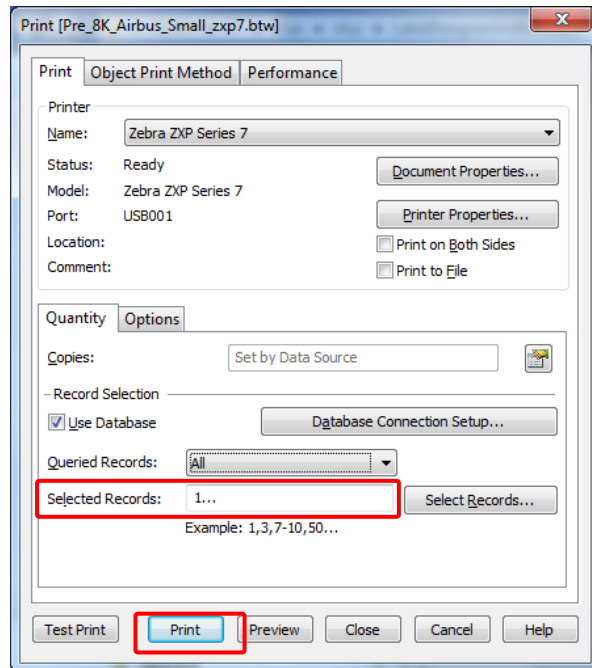 Print [Pre_8K_Airbus_Small_zxp7.btw]
Print Object Print Method Performance
Printer
Name: Zebra ZXP Series 7
Status: Ready Document Properties...
Model: Zebra ZXP Series 7
Port: USB001 Printer Properties...
Location: Print on Both Sides
Comment: Print to File
Quantity Options
Copies: Set by Data Source
Record Selection
Use Database Database Connection Setup...
Queried Records: All
Selected Records: 1... Select Records...
Example: 1,3,7-10,50...
Test Print Print Preview Close Cancel Help